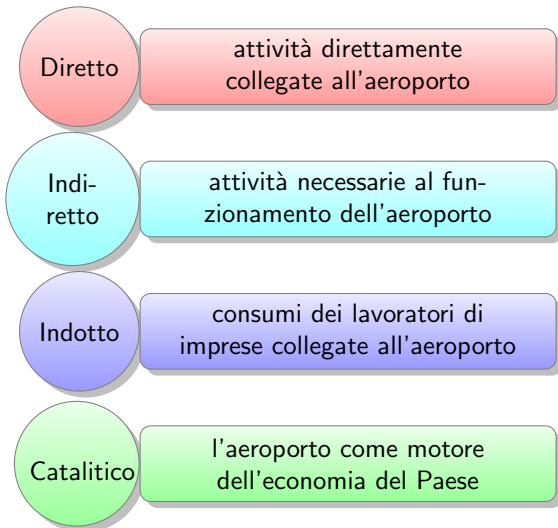 Diretto
attività direttamente
collegate all'aeroporto
Indi-
retto
attività necessarie al fun-
zionamento dell'aeroporto
Indotto
consumi dei lavoratori di
imprese collegate all'aeroporto
Catalitico
l'aeroporto come motore
dell'economia del Paese